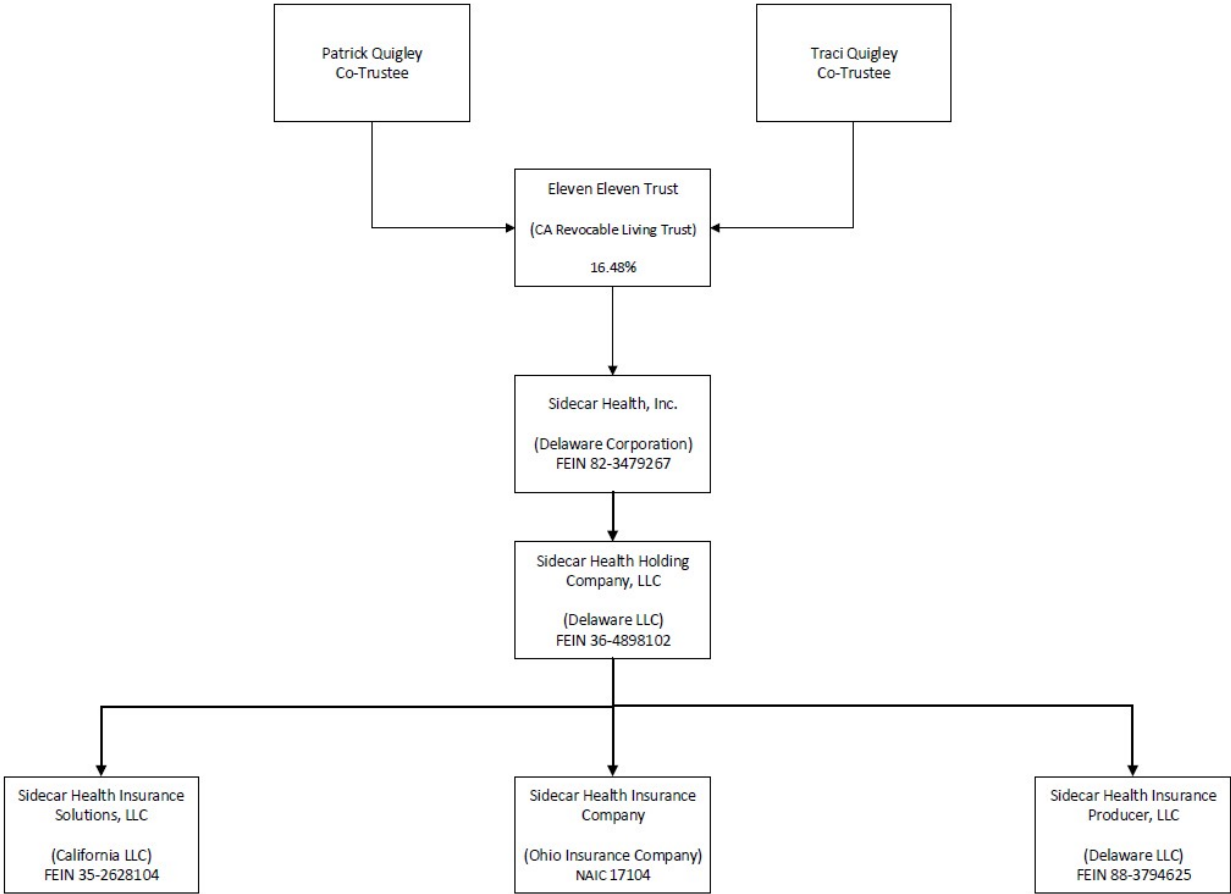 Patrick Quigley
Co-Trustee
Traci Quigley
Co-Trustee
Eleven Eleven Trust
(CA Revocable Living Trust)
16.48%
Sidecar Health, Inc.
(Delaware Corporation)
FEIN 82-3479267
Sidecar Health Holding
Company, LLC
(Delaware LLC)
FEIN 36-4898102
Sidecar Health Insurance
Solutions, LLC
(California LLC)
FEIN 35-2628104
Sidecar Health Insurance
Company
(Ohio Insurance Company)
NAIC 17104
Sidecar Health Insurance
Producer, LLC
(Delaware LLC)
FEIN 88-3794625